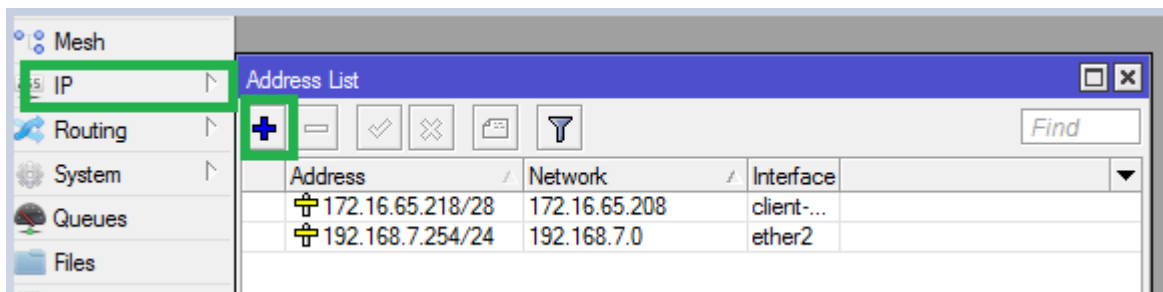 Mesh
IP
Routing
System
Queues
Files
Address List
Find
Address Network Interface
172.16.65.218/28 172.16.65.208 client-...
192.168.7.254/24 192.168.7.0 ether2